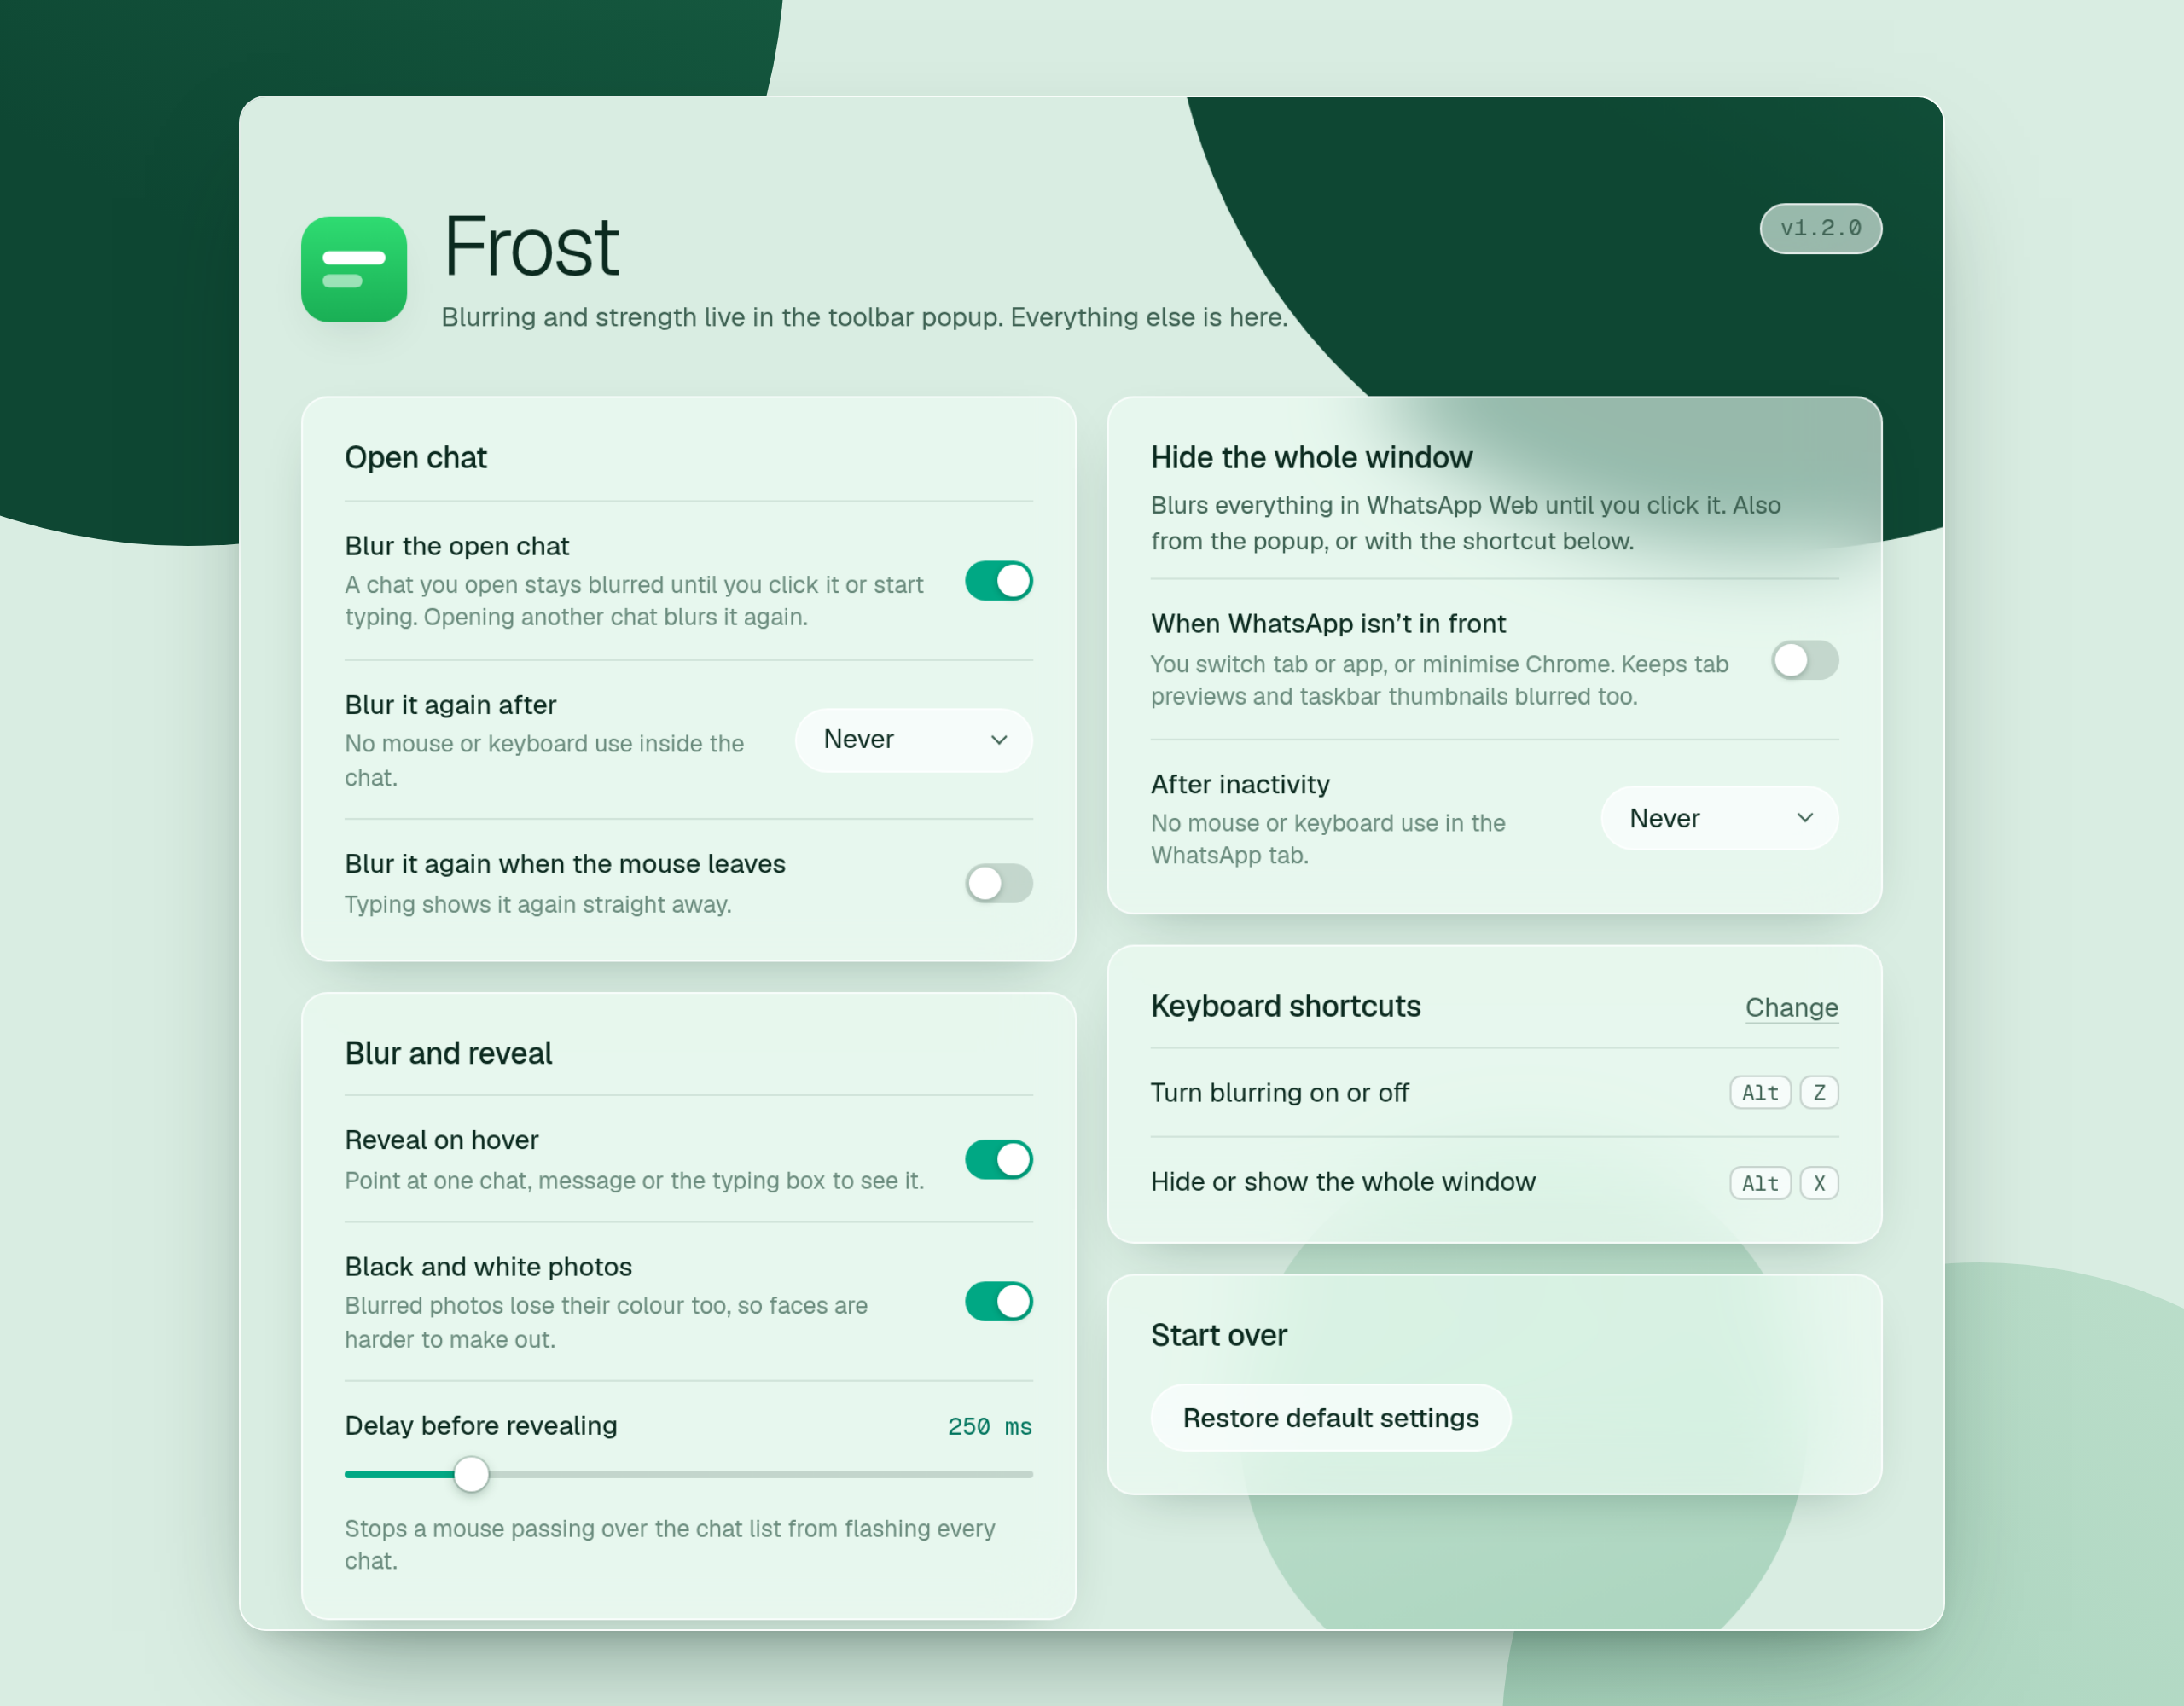 Frost
v1.2.0
Blurring and strength live in the toolbar popup. Everything else is here.
Open chat
Blur the open chat
A chat you open stays blurred until you click it or start
typing. Opening another chat blurs it again.
Blur it again after
No mouse or keyboard use inside the
chat.
Never
Blur it again when the mouse leaves
Typing shows it again straight away.
Blur and reveal
Reveal on hover
Point at one chat, message or the typing box to see it.
Black and white photos
Blurred photos lose their colour too, so faces are
harder to make out.
Delay before revealing
250 ms
Stops a mouse passing over the chat list from flashing every
chat.
Hide the whole window
Blurs everything in WhatsApp Web until you click it. Also
from the popup, or with the shortcut below.
When WhatsApp isn’t in front
You switch tab or app, or minimise Chrome. Keeps tab
previews and taskbar thumbnails blurred too.
After inactivity
No mouse or keyboard use in the
WhatsApp tab.
Never
Keyboard shortcuts
Change
Turn blurring on or off
Alt Z
Hide or show the whole window
Alt X
Start over
Restore default settings